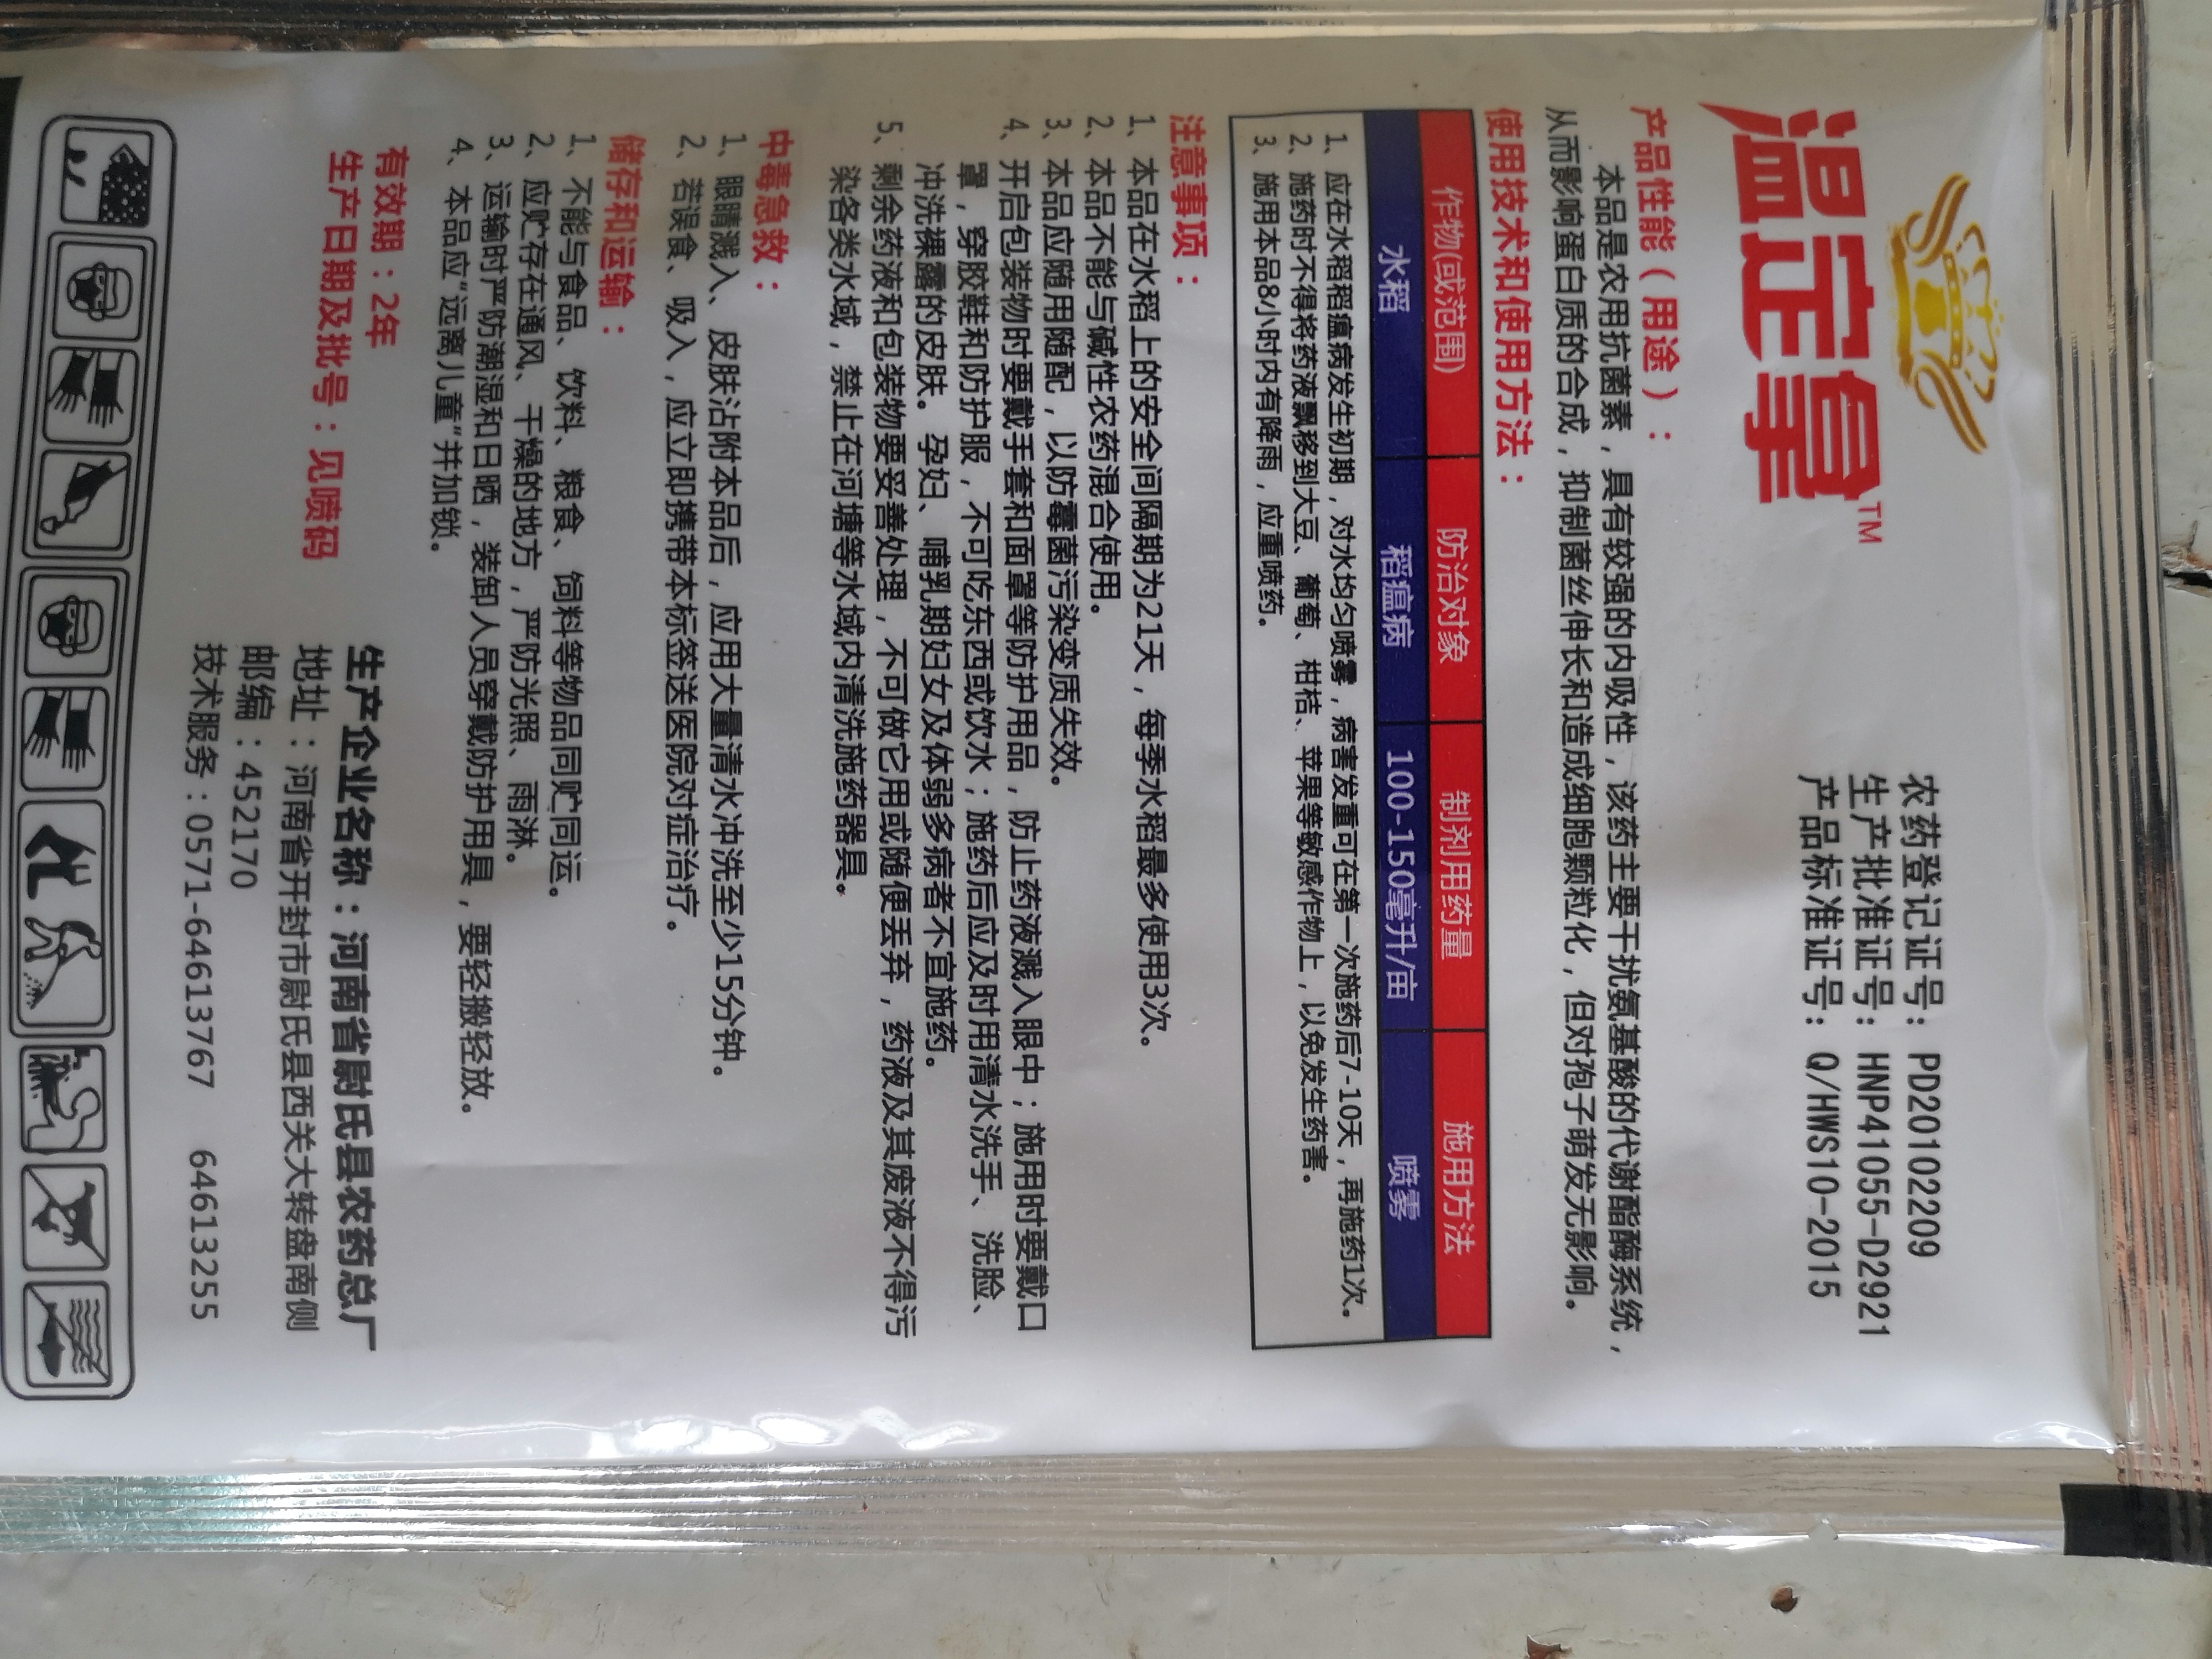 温定拿™
农药登记证号: PD20102209
生产批准证号: HNP41055-D2921
产品标准证号: Q/HWS10-2015
产品性能（用途）:
本品是农用抗菌素，具有较强的内吸性，该药主要干扰氨基酸的代谢酯酶系统，
从而影响蛋白质的合成，抑制菌丝伸长和造成细胞颗粒化，但对孢子萌发无影响。
使用技术和使用方法：
作物(或范围) 防治对象 制剂用药量 施用方法
水稻 稻瘟病 100-150毫升/亩 喷雾
1、应在水稻稻瘟病发生初期，对水均匀喷雾，病害发重可在第一次施药后7-10天，再施药1次。
2、施药时不得将药液飘移到大豆、葡萄、柑桔、苹果等敏感作物上，以免发生药害。
3、施用本品8小时内有降雨，应重喷药。
注意事项：
1、本品在水稻上的安全间隔期为21天，每季水稻最多使用3次。
2、本品不能与碱性农药混合使用。
3、本品应随用随配，以防霉菌污染变质失效。
4、开启包装物时要戴手套和面罩等防护用品，防止药液溅入眼中；施用时要戴口
罩，穿胶鞋和防护服，不可吃东西或饮水；施药后应及时用清水洗手、洗脸、
冲洗裸露的皮肤。孕妇、哺乳期妇女及体弱多病者不宜施药。
5、剩余药液和包装物要妥善处理，不可做它用或随便丢弃，药液及其废液不得污
染各类水域，禁止在河塘等水域内清洗施药器具。
中毒急救：
1、眼睛溅入、皮肤沾附本品后，应用大量清水冲洗至少15分钟。
2、若误食、吸入，应立即携带本标签送医院对症治疗。
储存和运输：
1、不能与食品、饮料、粮食、饲料等物品同贮同运。
2、应贮存在通风、干燥的地方，严防光照、雨淋。
3、运输时严防潮湿和日晒，装卸人员穿戴防护用具，要轻搬轻放。
4、本品应“远离儿童”并加锁。
有效期：2年
生产日期及批号：见喷码
生产企业名称：河南省尉氏县农药总厂
地址：河南省开封市尉氏县西关大转盘南侧
邮编：452170
技术服务：0571-64613767 64613255